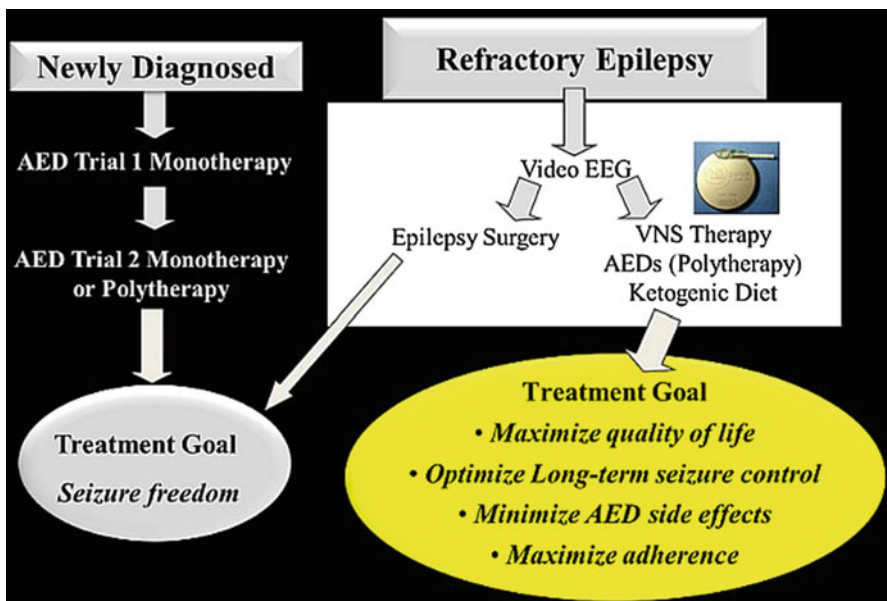 Newly Diagnosed
AED Trial 1 Monotherapy
AED Trial 2 Monotherapy
or Polytherapy
Treatment Goal
Seizure freedom
Refractory Epilepsy
Video EEG
Epilepsy Surgery
VNS Therapy
AEDs (Polytherapy)
Ketogenic Diet
Treatment Goal
• Maximize quality of life
• Optimize Long-term seizure control
• Minimize AED side effects
• Maximize adherence